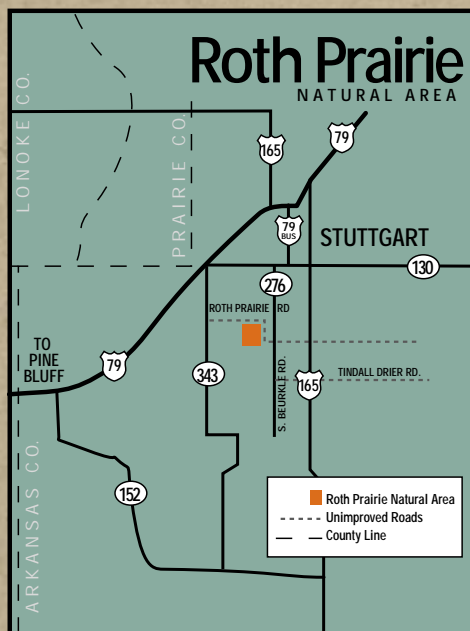 Roth Prairie
NATURAL AREA
LONOKE CO.
PRAIRIE CO.
165
79
79
BUS
STUTTGART
130
276
ROTH PRAIRIE RD
TO
PINE
BLUFF
79
343
S. BEURKLE RD.
165
TINDALL DRIER RD.
152
ARKANSAS CO.
Roth Prairie Natural Area
Unimproved Roads
County Line